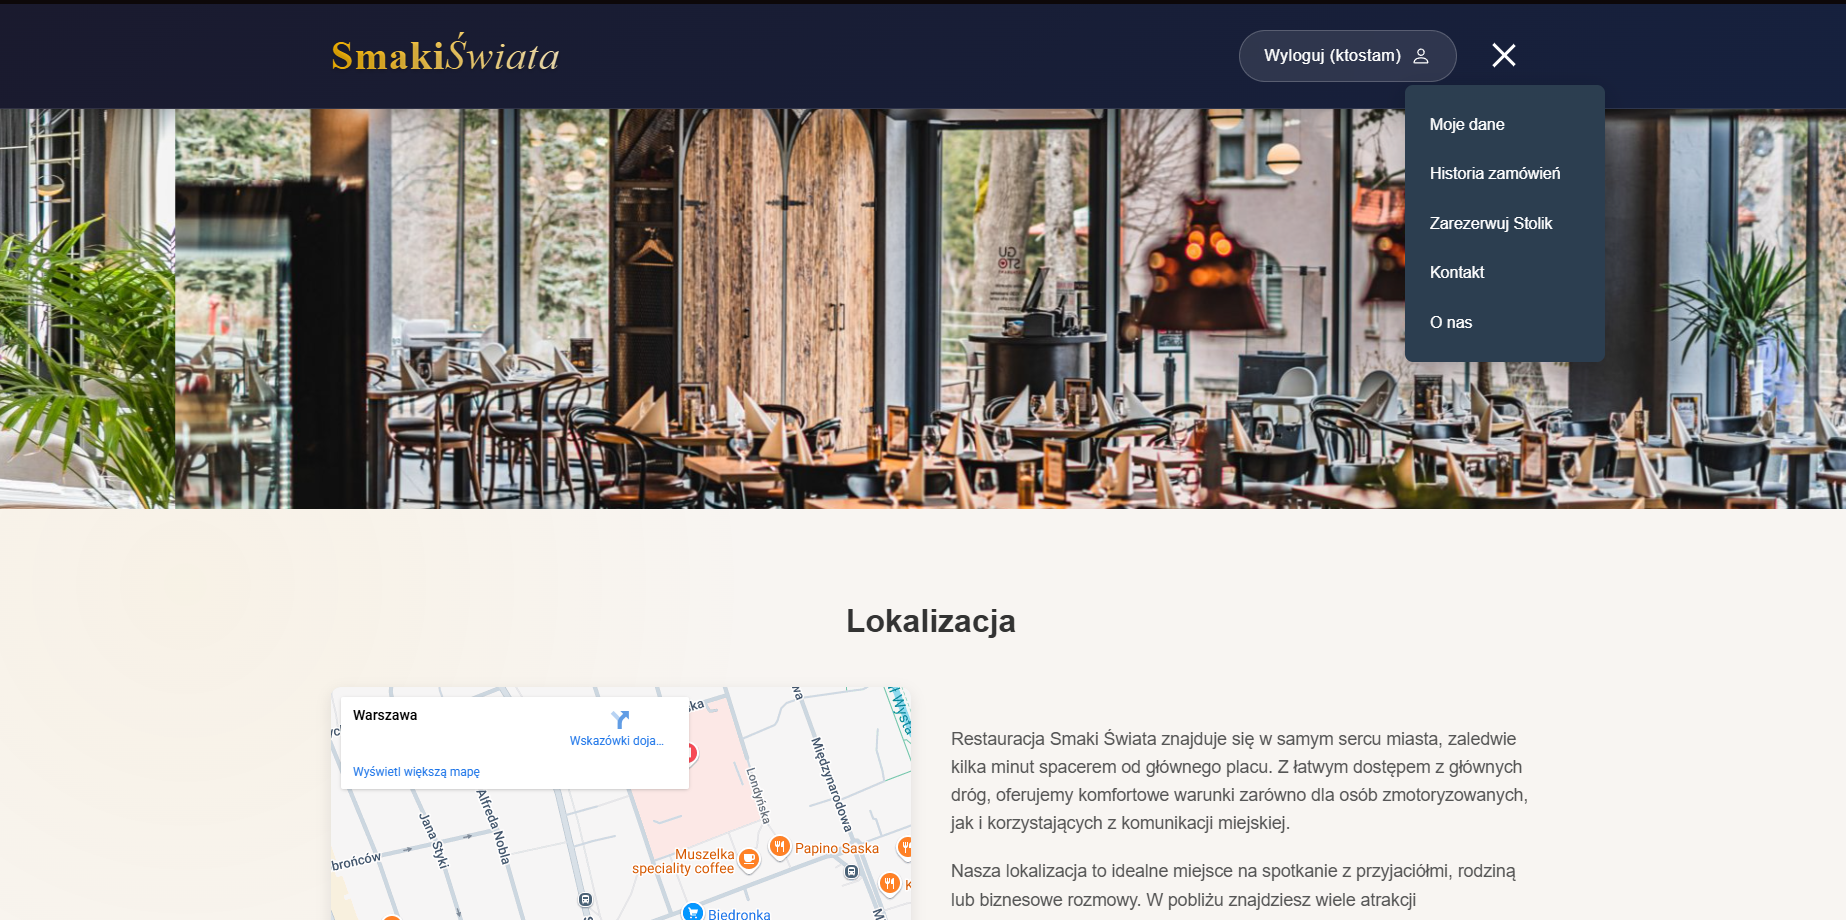 SmakiŚwiata
Wyloguj (ktostam)
Moje dane
Historia zamówień
Zarezerwuj Stolik
Kontakt
O nas
GU
STO
Lokalizacja
Warszawa
Wskazówki doja...
Wyświetl większą mapę
Międzynarodowa
Londyńska
Alfreda Nobla
Jana Styki
brońców
Muszelka
speciality coffee
Papino Saska
K
Biedronka
Restauracja Smaki Świata znajduje się w samym sercu miasta, zaledwie
kilka minut spacerem od głównego placu. Z łatwym dostępem z głównych
dróg, oferujemy komfortowe warunki zarówno dla osób zmotoryzowanych,
jak i korzystających z komunikacji miejskiej.
Nasza lokalizacja to idealne miejsce na spotkanie z przyjaciółmi, rodziną
lub biznesowe rozmowy. W pobliżu znajdziesz wiele atrakcji